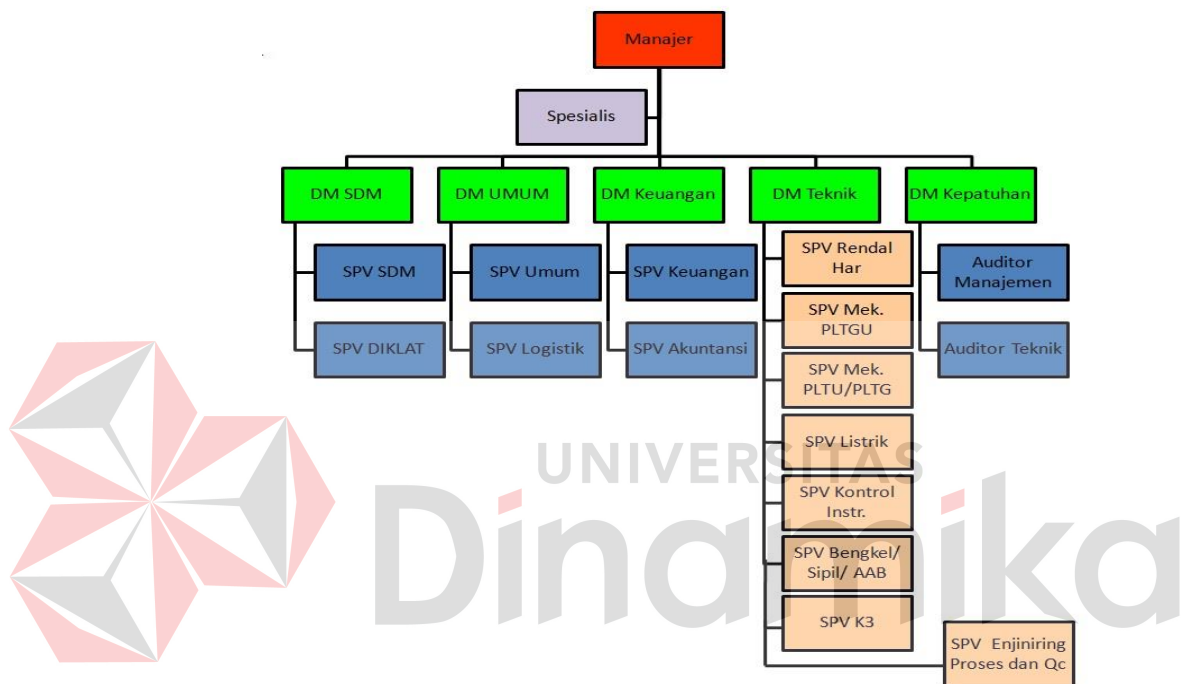 Manajer
Spesialis
DM SDM
DM UMUM
DM Keuangan
DM Teknik
DM Kepatuhan
SPV SDM
SPV Umum
SPV Keuangan
SPV Rendal
Har
Auditor
Manajemen
SPV DIKLAT
SPV Logistik
SPV Akuntansi
SPV Mek.
PLTGU
Auditor Teknik
SPV Mek.
PLTU/PLTG
SPV Listrik
SPV Kontrol
Instr.
SPV Bengkel/
Sipil/ AAB
SPV K3
SPV Enjiniring
Proses dan Qc
UNIVERSITAS
Dinamika